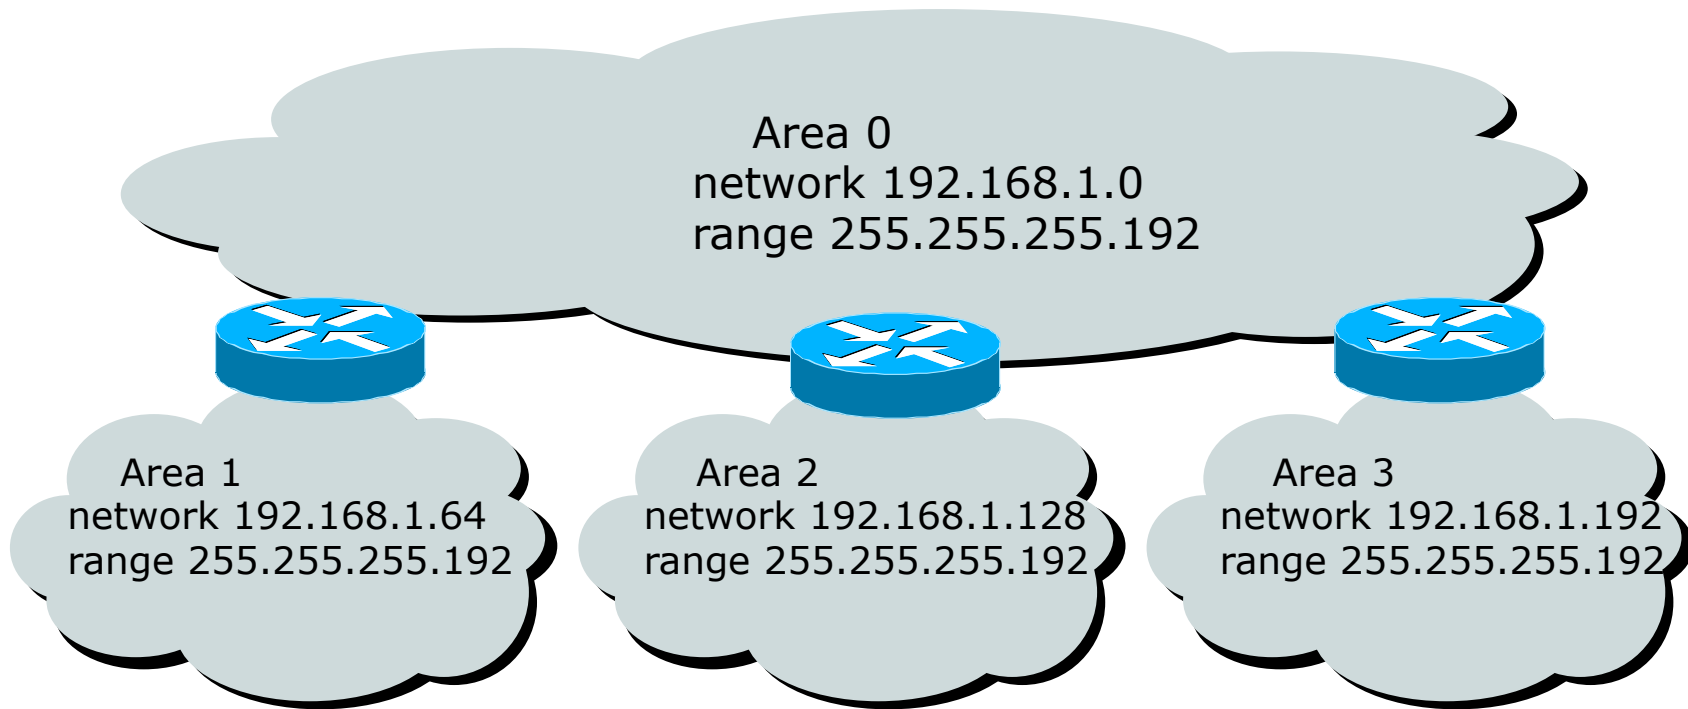 Area 0
network 192.168.1.0
range 255.255.255.192
Area 1
network 192.168.1.64
range 255.255.255.192
Area 2
network 192.168.1.128
range 255.255.255.192
Area 3
network 192.168.1.192
range 255.255.255.192